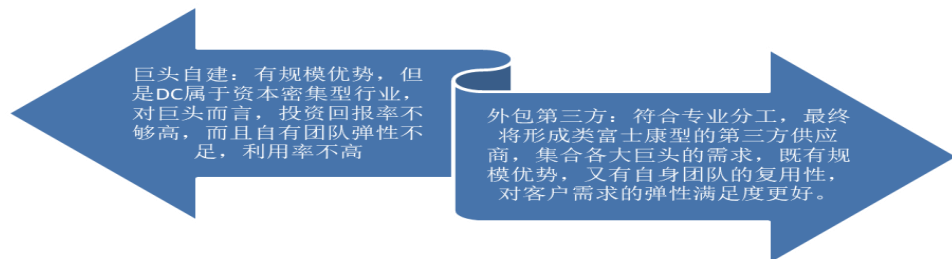 巨头自建：有规模优势，但
是DC属于资本密集型行业，
对巨头而言，投资回报率不
够高，而且自有团队弹性不
足，利用率不高
外包第三方：符合专业分工，最终
将形成类富士康型的第三方供应
商，集合各大巨头的需求，既有规
模优势，又有自身团队的复用性，
对客户需求的弹性满足度更好。